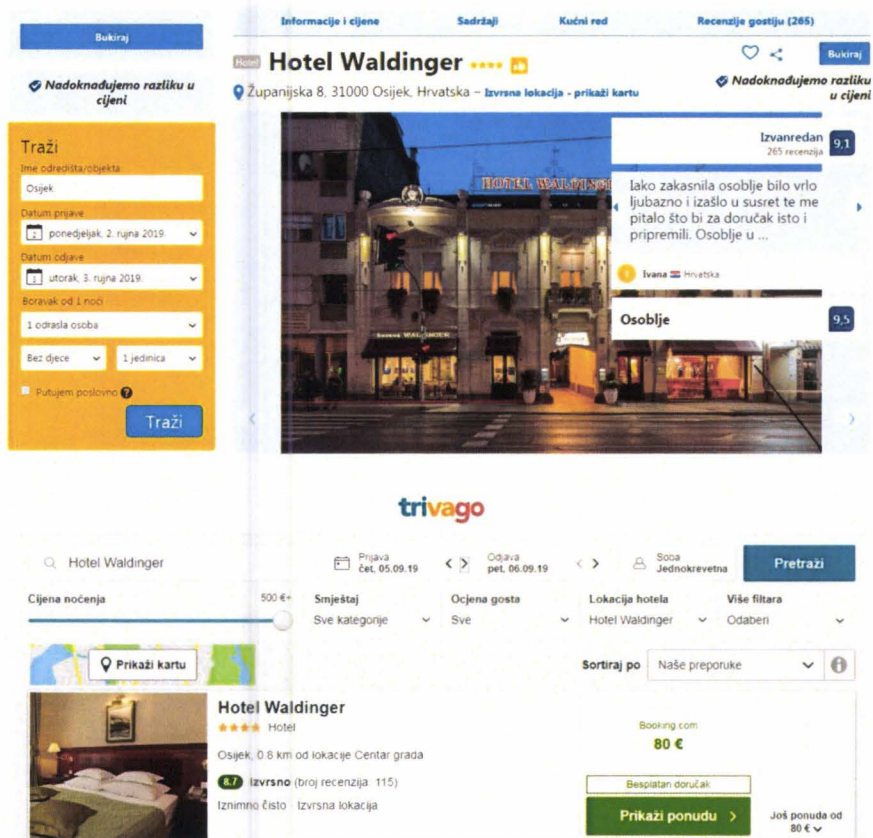 Informacije i cijene
Sadržaji
Kućni red
Recenzije gostiju (265)
Bukiraj
Nadoknađujemo razliku u
cijeni
Traži
Ime odredišta/objekta:
Osijek
Datum prijave
ponedjeljak, 2. rujna 2019.
Datum odjave
utorak, 3. rujna 2019.
Boravak od 1 noći
1 odrasla osoba
Bez djece
1 jedinica
Putujem poslovno ?
Traži
Hotel
Hotel Waldinger
Bukiraj
Nadoknađujemo razliku
u cijeni
Županijska 8, 31000 Osijek, Hrvatska – Izvrsna lokacija - prikaži kartu
HOTEL WALDINGER
Izvanredan
265 recenzija
9,1
Iako zakasnila osoblje bilo vrlo
ljubazno i izašlo u susret te me
pitalo što bi za doručak isto i
pripremili. Osoblje u ...
Ivana Hrvatska
Osoblje
9,5
trivago
Hotel Waldinger
Prijava
čet, 05.09.19
Odjava
pet, 06.09.19
Soba
Jednokrevetna
Pretraži
Cijena noćenja
500 €+
Smještaj
Sve kategorije
Ocjena gosta
Sve
Lokacija hotela
Hotel Waldinger
Više filtara
Odaberi
Prikaži kartu
Sortiraj po
Naše preporuke
Hotel Waldinger
Hotel
Osijek, 0.8 km od lokacije Centar grada
8.7 Izvrsno (broj recenzija: 115)
Iznimno čisto · Izvrsna lokacija
Booking.com
80 €
Besplatan doručak
Prikaži ponudu >
Još ponuda od
80 €